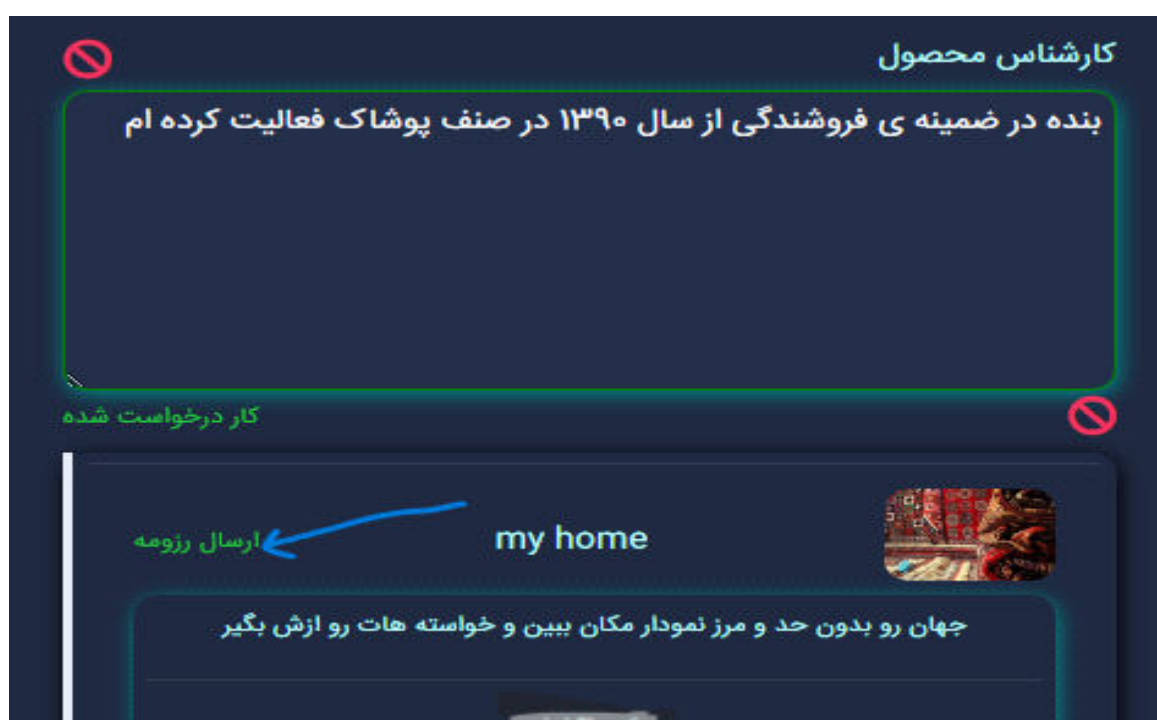 کارشناس محصول
بنده در ضمینه ی فروشندگی از سال ۱۳۹۰ در صنف پوشاک فعالیت کرده ام
کار درخواست شده
my home
ارسال رزومه
جهان رو بدون حد و مرز نمودار مکان ببین و خواسته هات رو ازش بگیر